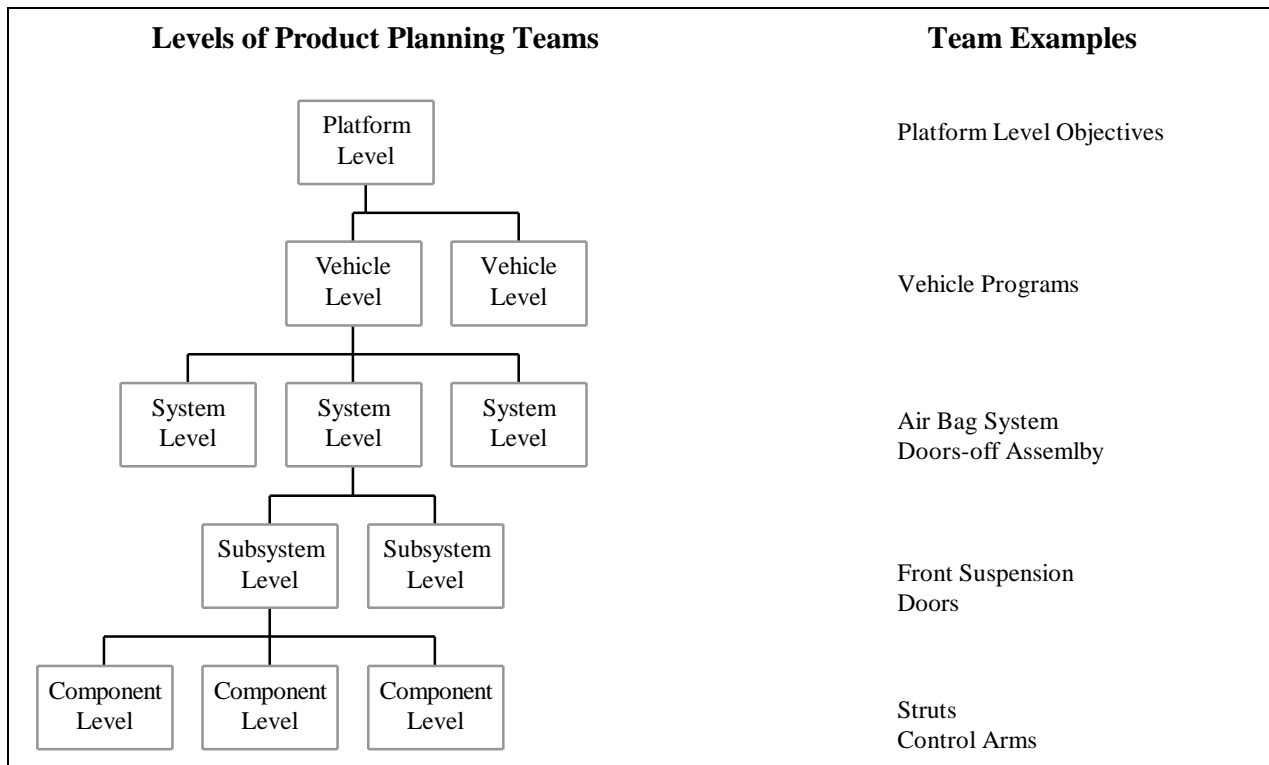 Levels of Product Planning Teams
Team Examples
Platform
Level
Platform Level Objectives
Vehicle
Level
Vehicle
Level
Vehicle Programs
System
Level
System
Level
System
Level
Air Bag System
Doors-off Assemlby
Subsystem
Level
Subsystem
Level
Front Suspension
Doors
Component
Level
Component
Level
Component
Level
Struts
Control Arms